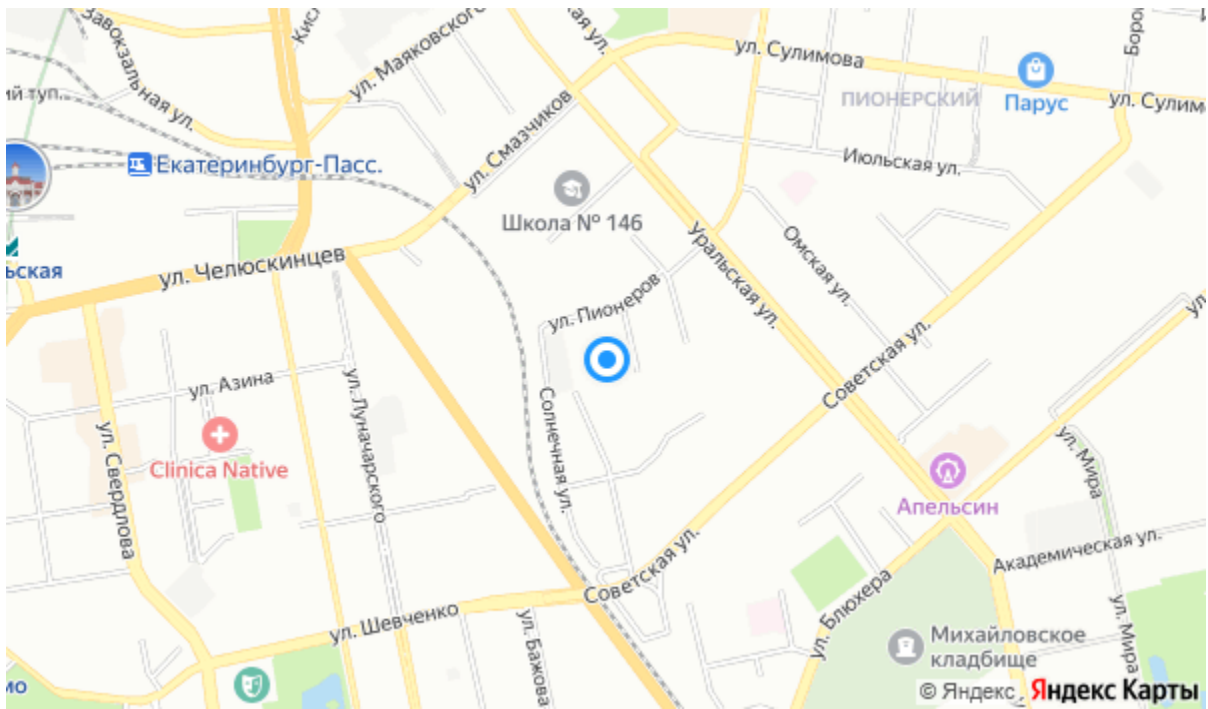 Завокзальная ул.
ул. Маяковского
ул. Сулимова
Парус
ПИОНЕРСКИЙ
ул. Смазчиков
Июльская ул.
Екатеринбург-Пасс.
Школа № 146
Уральская ул.
Омская ул.
ул. Челюскинцев
ул. Пионеров
Советская ул.
ул. Азина
ул. Луначарского
Солнечная ул.
Clinica Native
ул. Свердлова
ул. Мира
Апельсин
Академическая ул.
Советская ул.
ул. Блюхера
ул. Шевченко
ул. Бажова
ул. Мира
Михайловское
кладбище
© Яндекс, Яндекс Карты